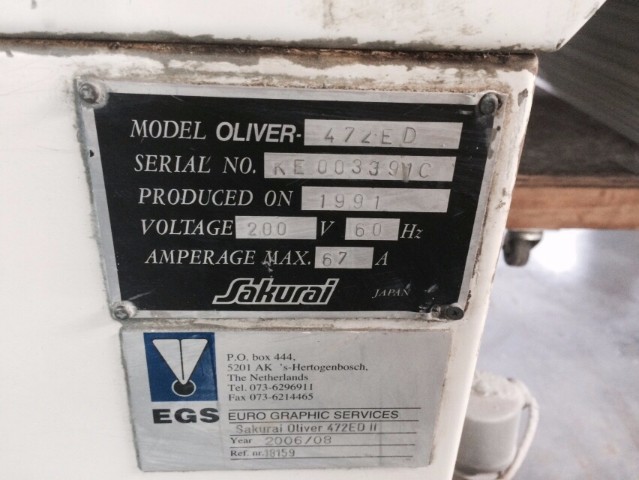 MODEL OLIVER- 472ED
SERIAL NO. KE003391C
PRODUCED ON 1991
VOLTAGE 200 V 60 Hz
AMPERAGE MAX. 67 A
Sakurai JAPAN
P.O. box 444,
5201 AK 's-Hertogenbosch,
The Netherlands
Tel. 073-6296911
Fax 073-6214465
EGS EURO GRAPHIC SERVICES
Sakurai Oliver 472ED II
Year 2006/08
Ref. nr.18159